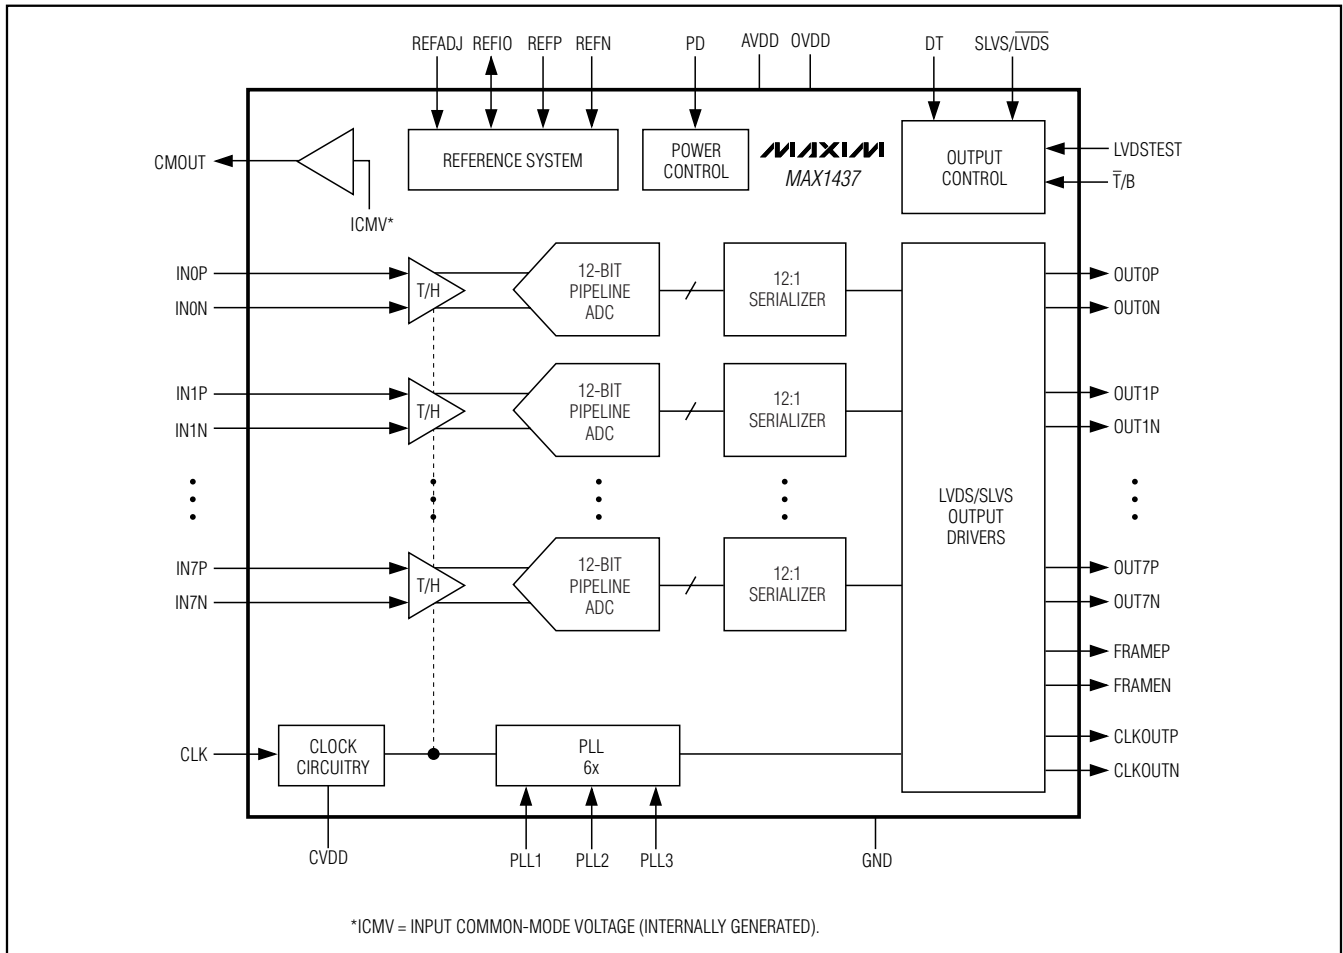 REFADJ REFIO REFP REFN PD AVDD OVDD DT SLVS/L̅V̅D̅S̅
CMOUT
REFERENCE SYSTEM
POWER
CONTROL
MAXIM
MAX1437
OUTPUT
CONTROL
LVDSTEST
T̅/B
ICMV*
IN0P
IN0N
T/H
12-BIT
PIPELINE
ADC
12:1
SERIALIZER
OUT0P
OUT0N
IN1P
IN1N
T/H
12-BIT
PIPELINE
ADC
12:1
SERIALIZER
OUT1P
OUT1N
LVDS/SLVS
OUTPUT
DRIVERS
IN7P
IN7N
T/H
12-BIT
PIPELINE
ADC
12:1
SERIALIZER
OUT7P
OUT7N
FRAMEP
FRAMEN
CLK
CLOCK
CIRCUITRY
PLL
6x
CLKOUTP
CLKOUTN
CVDD PLL1 PLL2 PLL3 GND
*ICMV = INPUT COMMON-MODE VOLTAGE (INTERNALLY GENERATED).